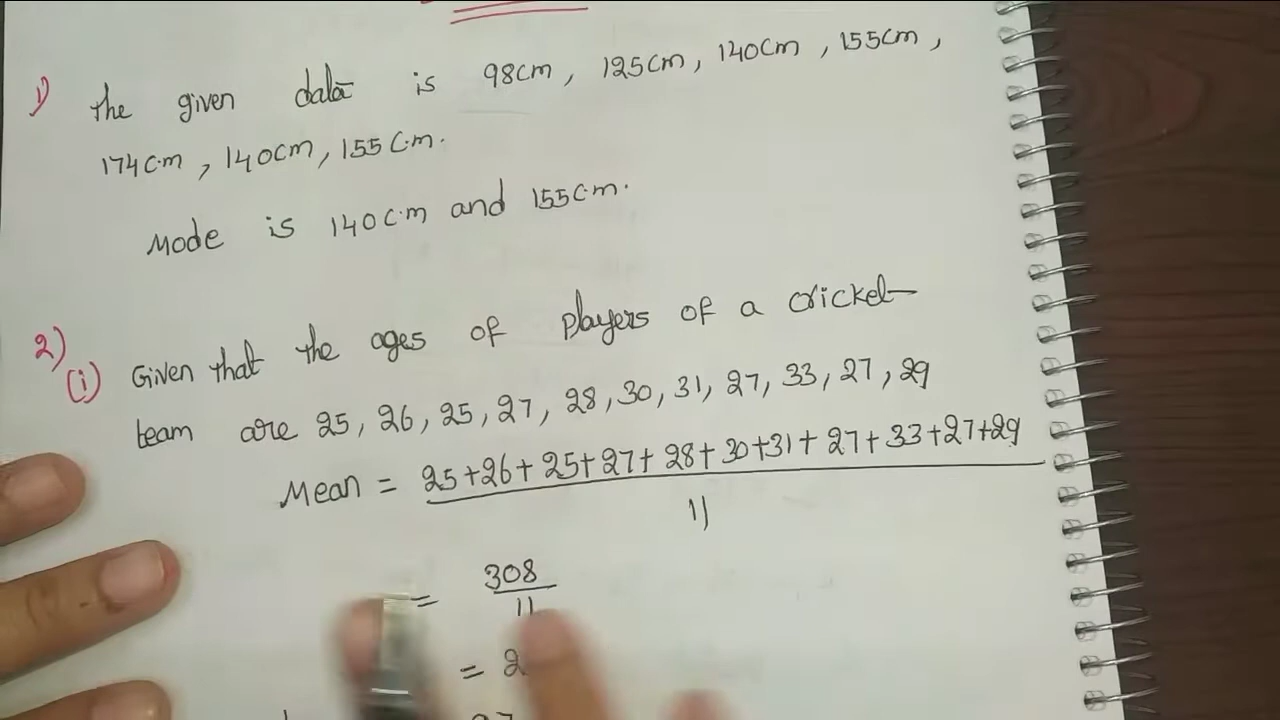 1) the given data is 98cm, 125cm, 140cm, 155cm,
174cm, 140cm, 155cm.
Mode is 140cm and 155cm.
2) (i) Given that the ages of players of a cricket
team are 25, 26, 25, 27, 28, 30, 31, 27, 33, 27, 29
Mean = 25+26+25+27+28+30+31+27+33+27+29
11
= 308
11
= 2